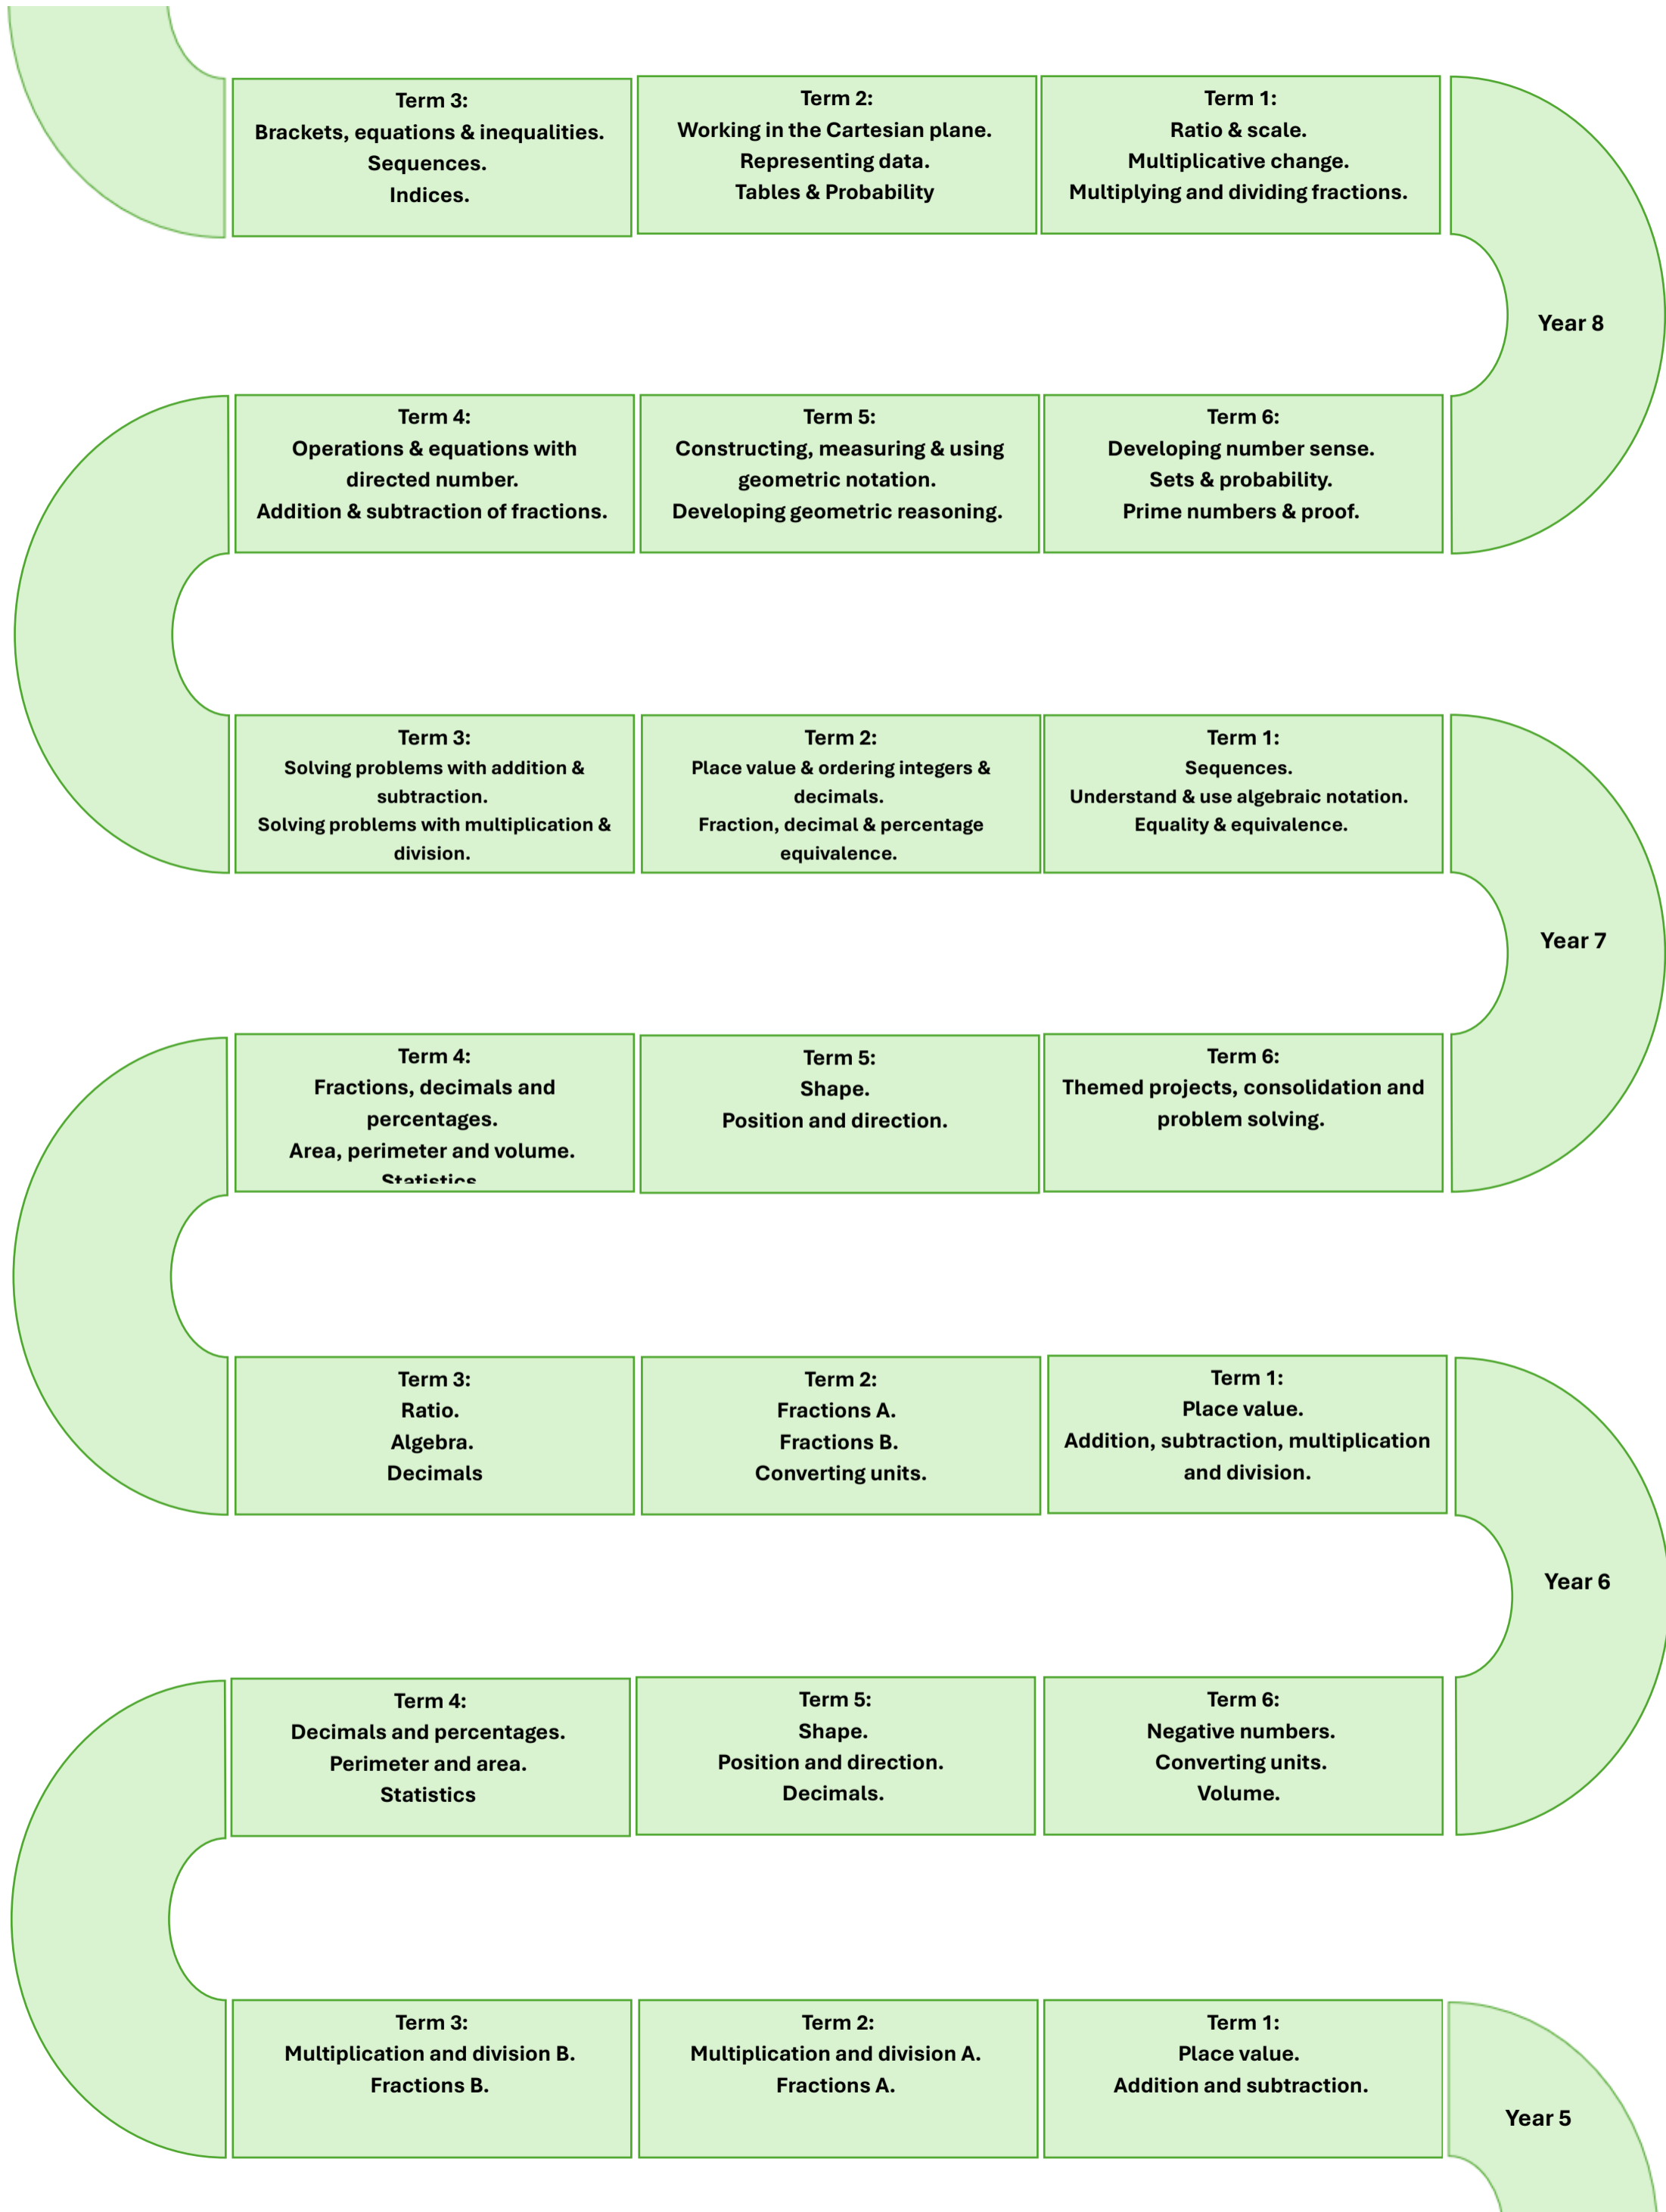 Term 3:
Brackets, equations & inequalities.
Sequences.
Indices.
Term 2:
Working in the Cartesian plane.
Representing data.
Tables & Probability
Term 1:
Ratio & scale.
Multiplicative change.
Multiplying and dividing fractions.
Year 8
Term 4:
Operations & equations with
directed number.
Addition & subtraction of fractions.
Term 5:
Constructing, measuring & using
geometric notation.
Developing geometric reasoning.
Term 6:
Developing number sense.
Sets & probability.
Prime numbers & proof.
Term 3:
Solving problems with addition &
subtraction.
Solving problems with multiplication &
division.
Term 2:
Place value & ordering integers &
decimals.
Fraction, decimal & percentage
equivalence.
Term 1:
Sequences.
Understand & use algebraic notation.
Equality & equivalence.
Year 7
Term 4:
Fractions, decimals and
percentages.
Area, perimeter and volume.
Statistics
Term 5:
Shape.
Position and direction.
Term 6:
Themed projects, consolidation and
problem solving.
Term 3:
Ratio.
Algebra.
Decimals
Term 2:
Fractions A.
Fractions B.
Converting units.
Term 1:
Place value.
Addition, subtraction, multiplication
and division.
Year 6
Term 4:
Decimals and percentages.
Perimeter and area.
Statistics
Term 5:
Shape.
Position and direction.
Decimals.
Term 6:
Negative numbers.
Converting units.
Volume.
Term 3:
Multiplication and division B.
Fractions B.
Term 2:
Multiplication and division A.
Fractions A.
Term 1:
Place value.
Addition and subtraction.
Year 5